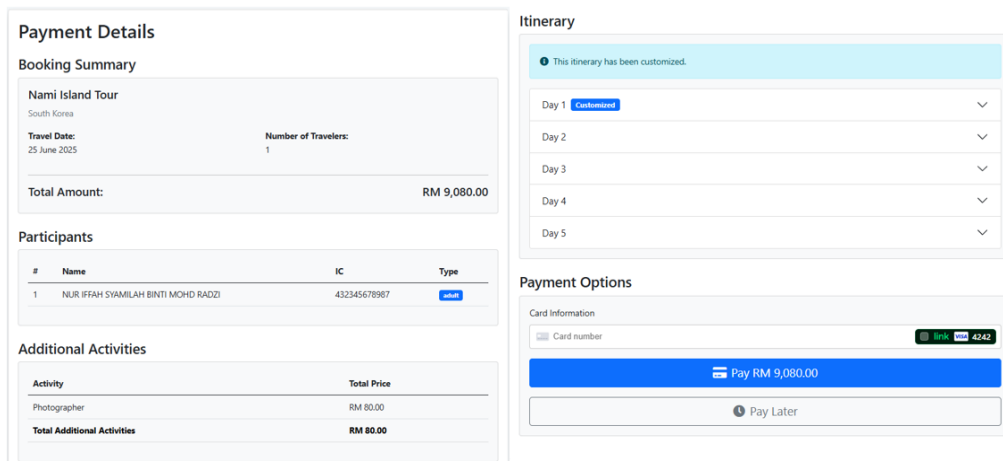 Payment Details
Booking Summary
Nami Island Tour
South Korea
Travel Date: Number of Travelers:
25 June 2025 1
Total Amount: RM 9,080.00
Participants
# Name IC Type
1 NUR IFFAH SYAMILAH BINTI MOHD RADZI 432345678987 adult
Additional Activities
Activity Total Price
Photographer RM 80.00
Total Additional Activities RM 80.00
Itinerary
This itinerary has been customized.
Day 1 Customized
Day 2
Day 3
Day 4
Day 5
Payment Options
Card Information
Card number link VISA 4242
Pay RM 9,080.00
Pay Later